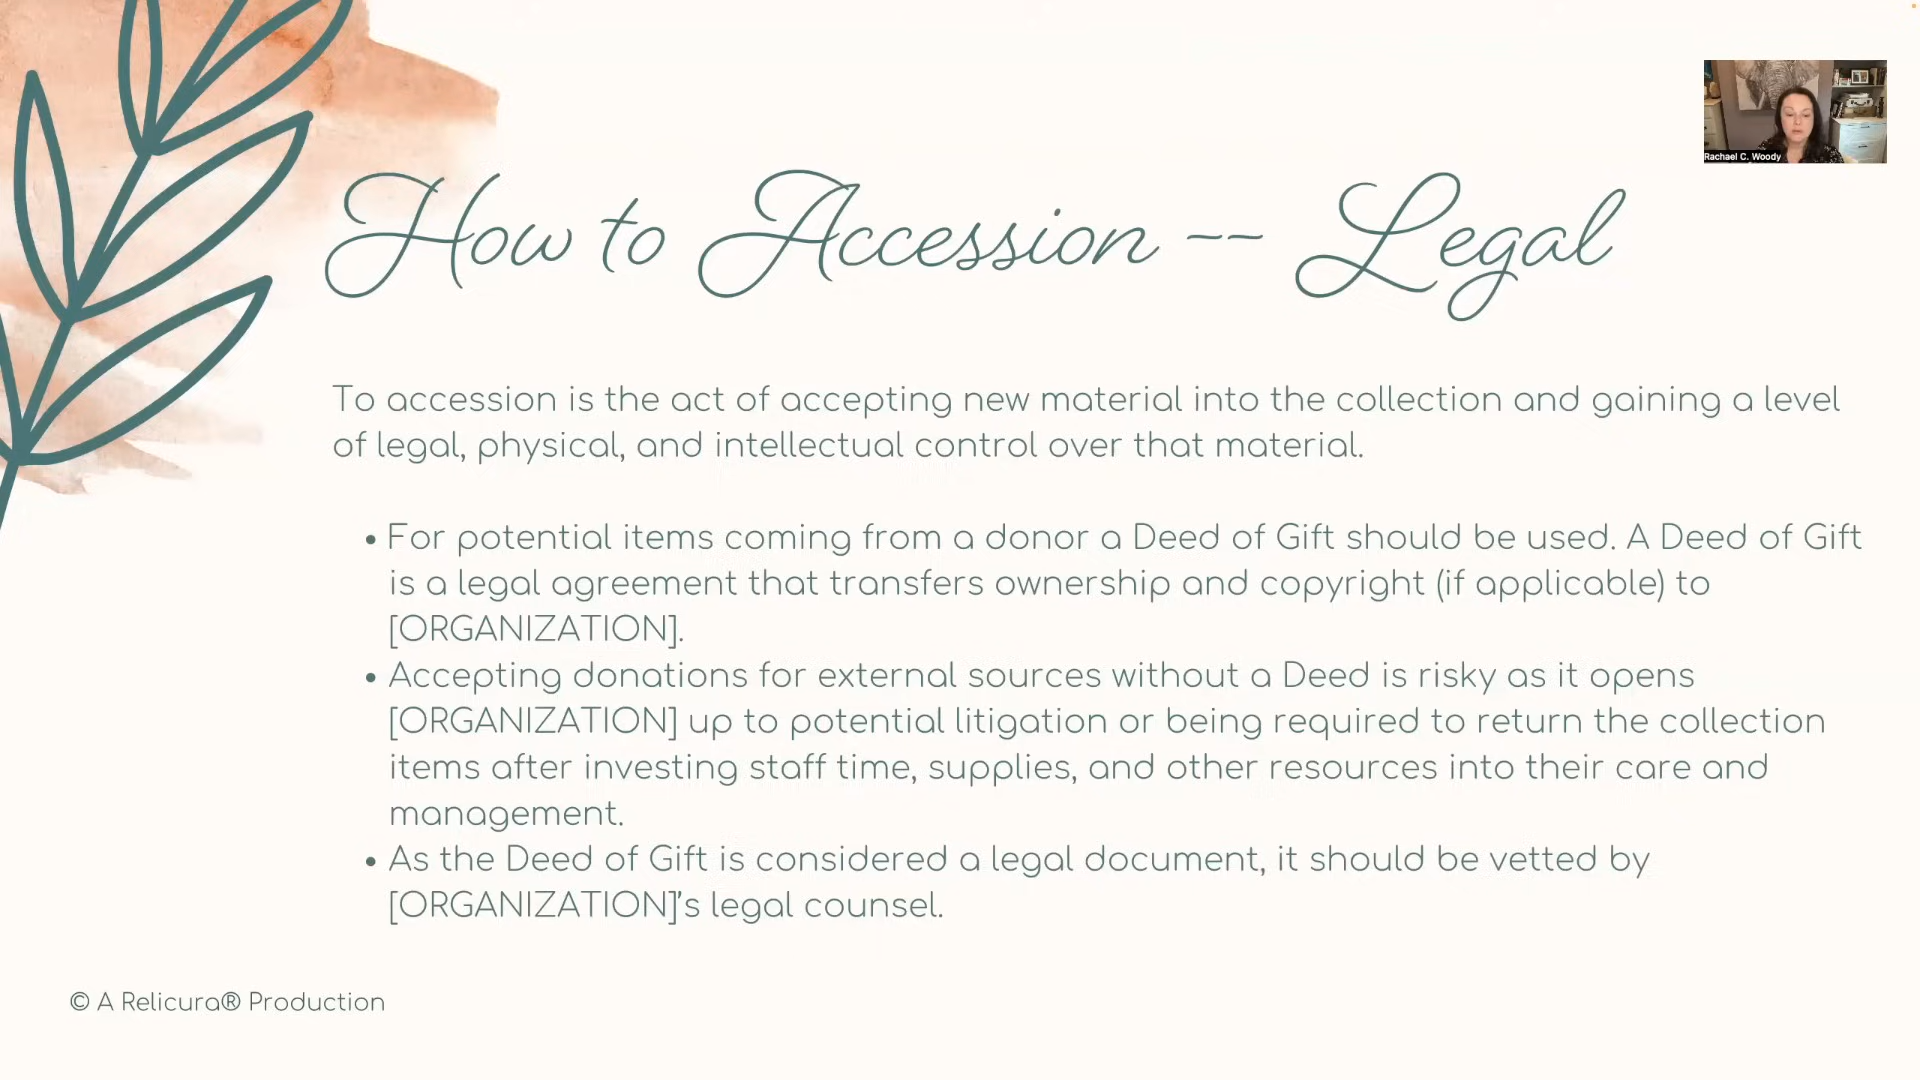 Rachael C. Woody
How to Accession -- Legal
To accession is the act of accepting new material into the collection and gaining a level
of legal, physical, and intellectual control over that material.
• For potential items coming from a donor a Deed of Gift should be used. A Deed of Gift
is a legal agreement that transfers ownership and copyright (if applicable) to
[ORGANIZATION].
• Accepting donations for external sources without a Deed is risky as it opens
[ORGANIZATION] up to potential litigation or being required to return the collection
items after investing staff time, supplies, and other resources into their care and
management.
• As the Deed of Gift is considered a legal document, it should be vetted by
[ORGANIZATION]'s legal counsel.
© A Relicura® Production